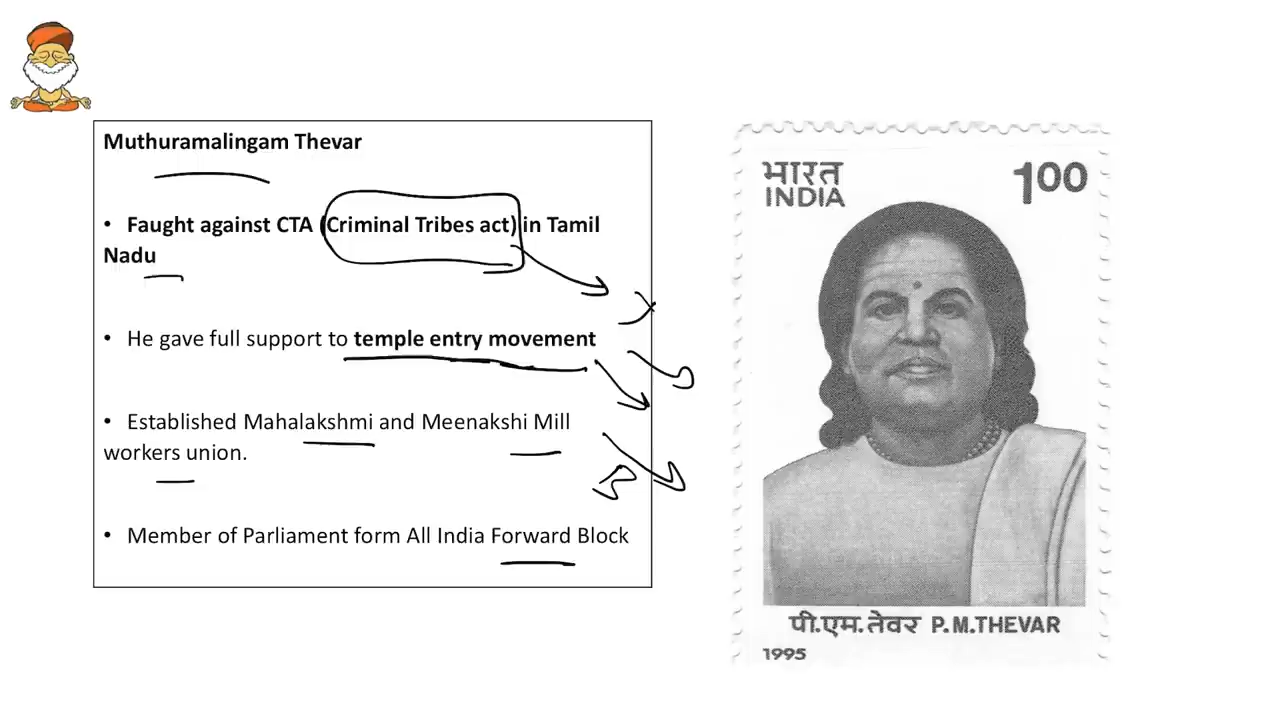 Muthuramalingam Thevar
• Faught against CTA (Criminal Tribes act) in Tamil
Nadu
• He gave full support to temple entry movement
• Established Mahalakshmi and Meenakshi Mill
workers union.
• Member of Parliament form All India Forward Block
भारत
INDIA
100
पी.एम.तेवर P.M.THEVAR
1995